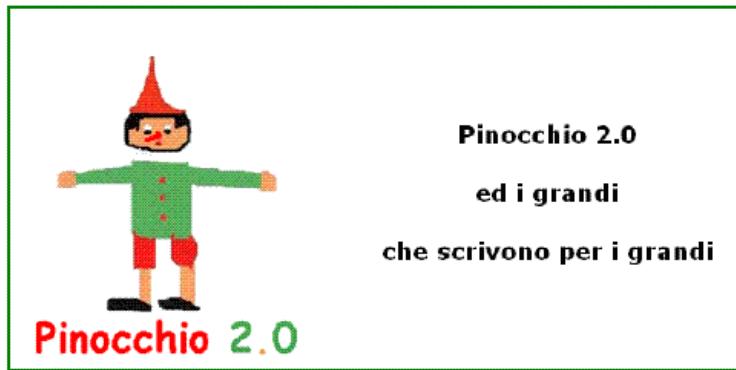 Pinocchio 2.0
ed i grandi
che scrivono per i grandi
Pinocchio 2.0